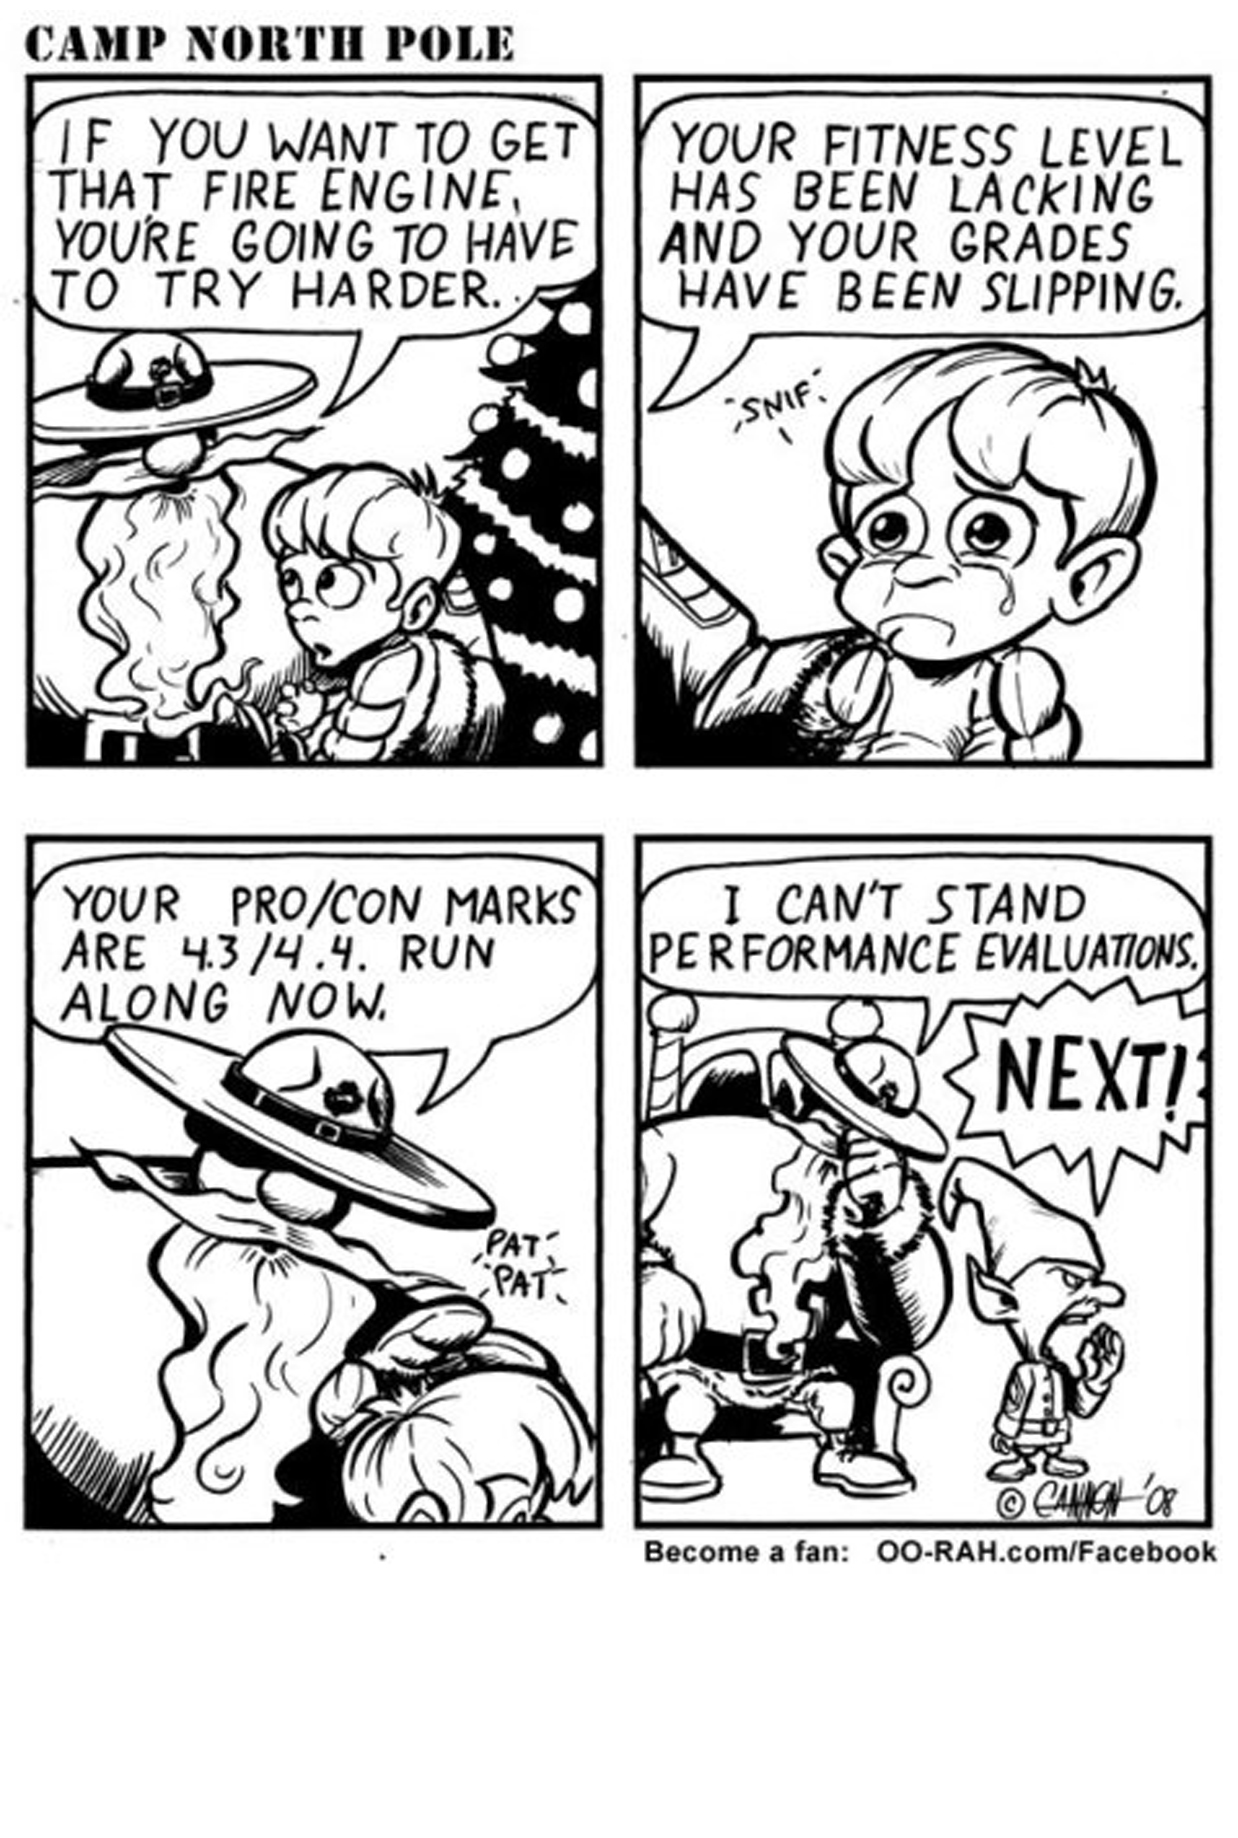 CAMP NORTH POLE
IF YOU WANT TO GET
THAT FIRE ENGINE,
YOU'RE GOING TO HAVE
TO TRY HARDER.
YOUR FITNESS LEVEL
HAS BEEN LACKING
AND YOUR GRADES
HAVE BEEN SLIPPING.
SNIF
YOUR PRO/CON MARKS
ARE 4.3/4.4. RUN
ALONG NOW.
PAT
PAT
I CAN'T STAND
PERFORMANCE EVALUATIONS.
NEXT!
© CANNON '08
Become a fan: OO-RAH.com/Facebook